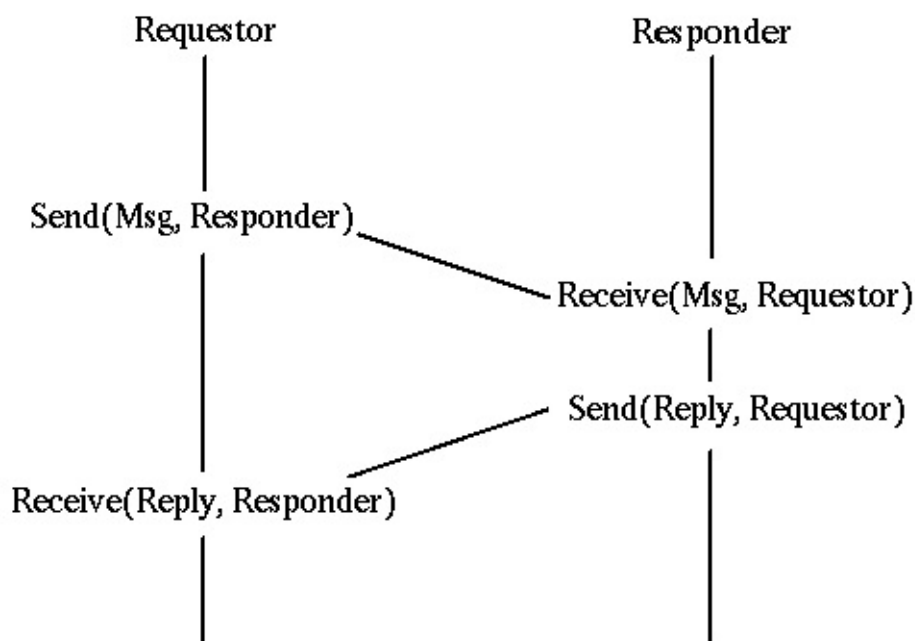 Requestor
Responder
Send(Msg, Responder)
Receive(Msg, Requestor)
Send(Reply, Requestor)
Receive(Reply, Responder)